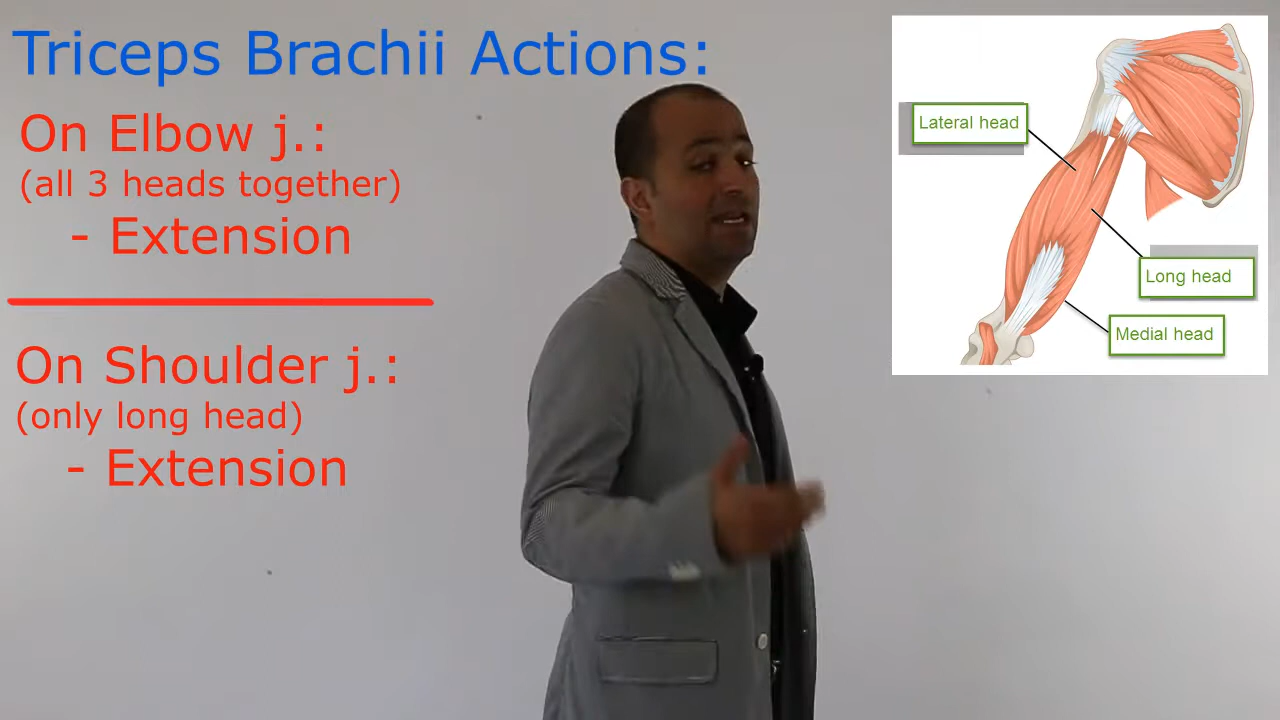 Triceps Brachii Actions:
On Elbow j.:
(all 3 heads together)
- Extension
On Shoulder j.:
(only long head)
- Extension
Lateral head
Long head
Medial head